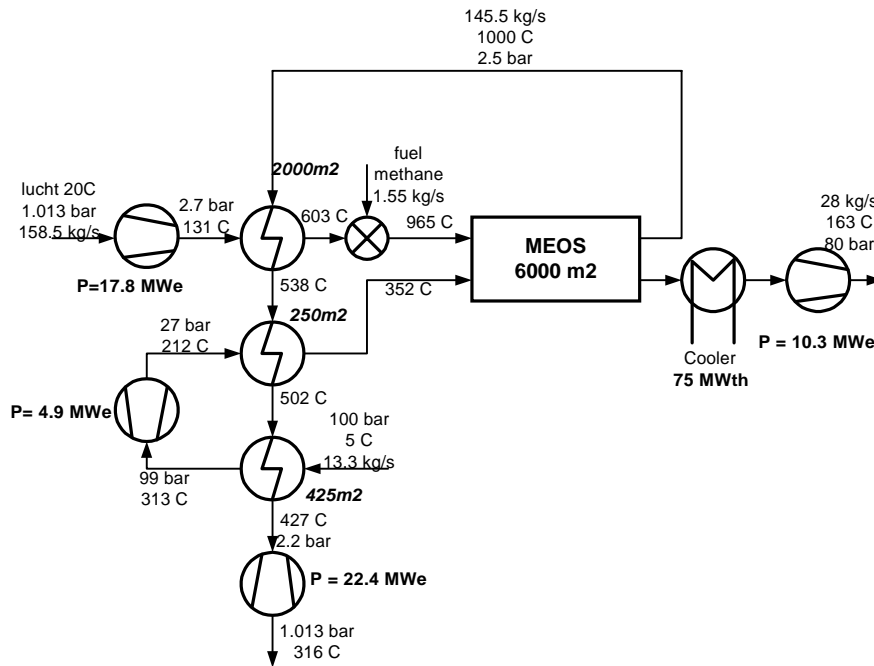 145.5 kg/s
1000 C
2.5 bar
2000m2
fuel
methane
1.55 kg/s
lucht 20C
1.013 bar
158.5 kg/s
2.7 bar
131 C
603 C
965 C
MEOS
6000 m2
28 kg/s
163 C
80 bar
P=17.8 MWe
538 C
352 C
250m2
27 bar
212 C
Cooler
75 MWth
P = 10.3 MWe
P= 4.9 MWe
502 C
100 bar
5 C
13.3 kg/s
99 bar
313 C
425m2
427 C
2.2 bar
P = 22.4 MWe
1.013 bar
316 C